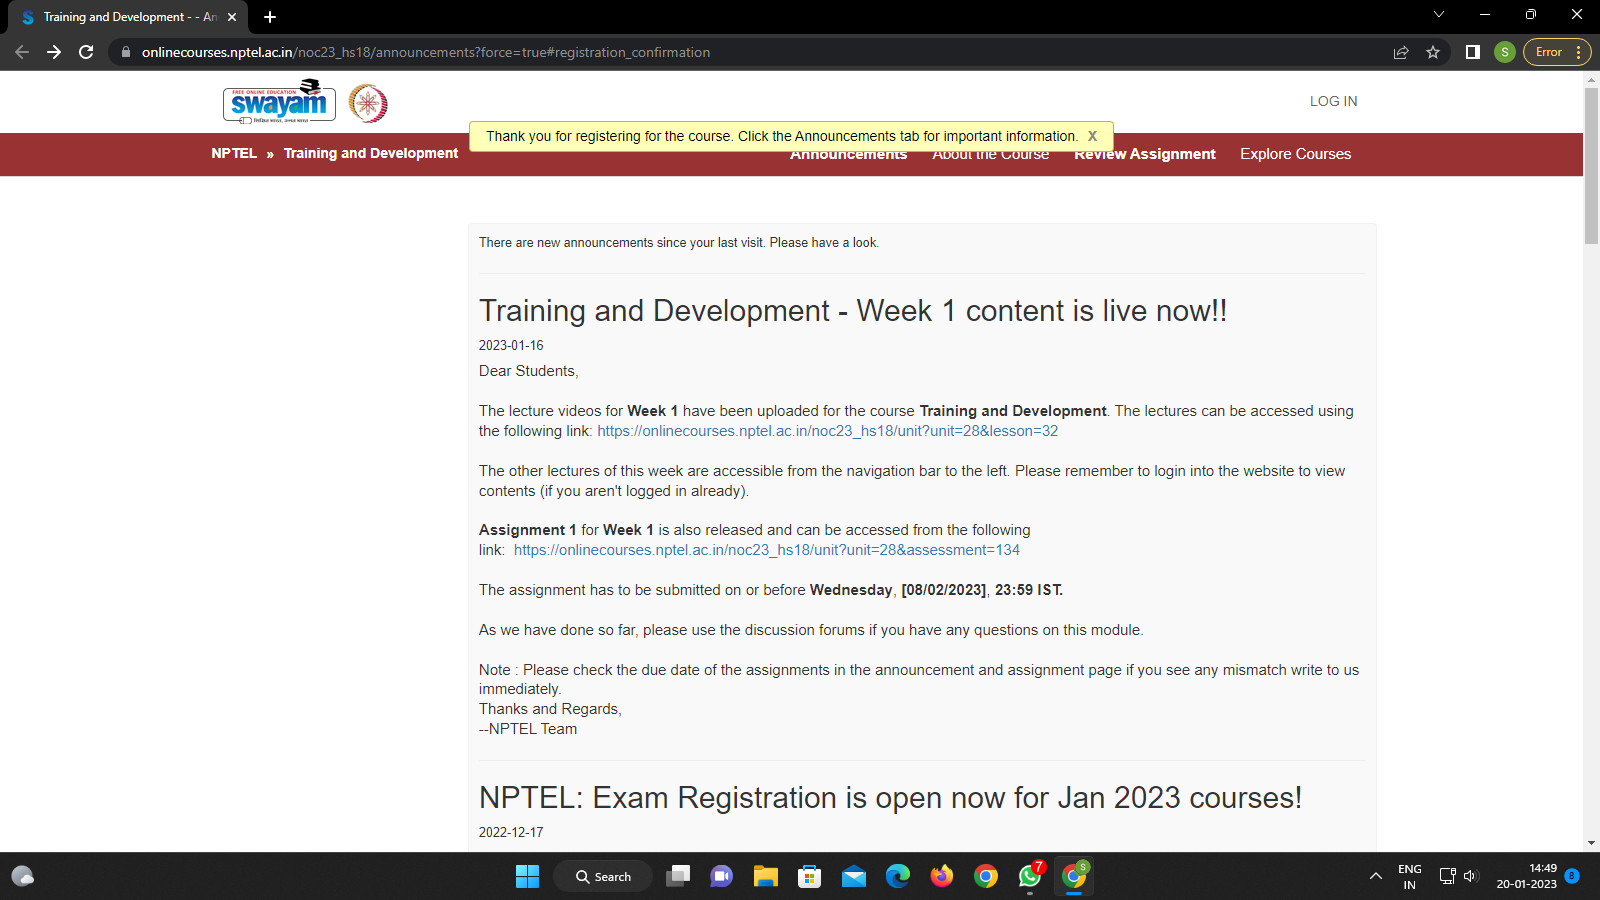 Training and Development - - An
onlinecourses.nptel.ac.in/noc23_hs18/announcements?force=true#registration_confirmation
S
Error
FREE ONLINE EDUCATION
swayam
LOG IN
Thank you for registering for the course. Click the Announcements tab for important information. X
NPTEL » Training and Development
Announcements About the Course Review Assignment Explore Courses
There are new announcements since your last visit. Please have a look.
Training and Development - Week 1 content is live now!!
2023-01-16
Dear Students,
The lecture videos for Week 1 have been uploaded for the course Training and Development. The lectures can be accessed using
the following link: https://onlinecourses.nptel.ac.in/noc23_hs18/unit?unit=28&lesson=32
The other lectures of this week are accessible from the navigation bar to the left. Please remember to login into the website to view
contents (if you aren't logged in already).
Assignment 1 for Week 1 is also released and can be accessed from the following
link: https://onlinecourses.nptel.ac.in/noc23_hs18/unit?unit=28&assessment=134
The assignment has to be submitted on or before Wednesday, [08/02/2023], 23:59 IST.
As we have done so far, please use the discussion forums if you have any questions on this module.
Note : Please check the due date of the assignments in the announcement and assignment page if you see any mismatch write to us
immediately.
Thanks and Regards,
--NPTEL Team
NPTEL: Exam Registration is open now for Jan 2023 courses!
2022-12-17
Search
7
S
ENG
IN
14:49
20-01-2023
8